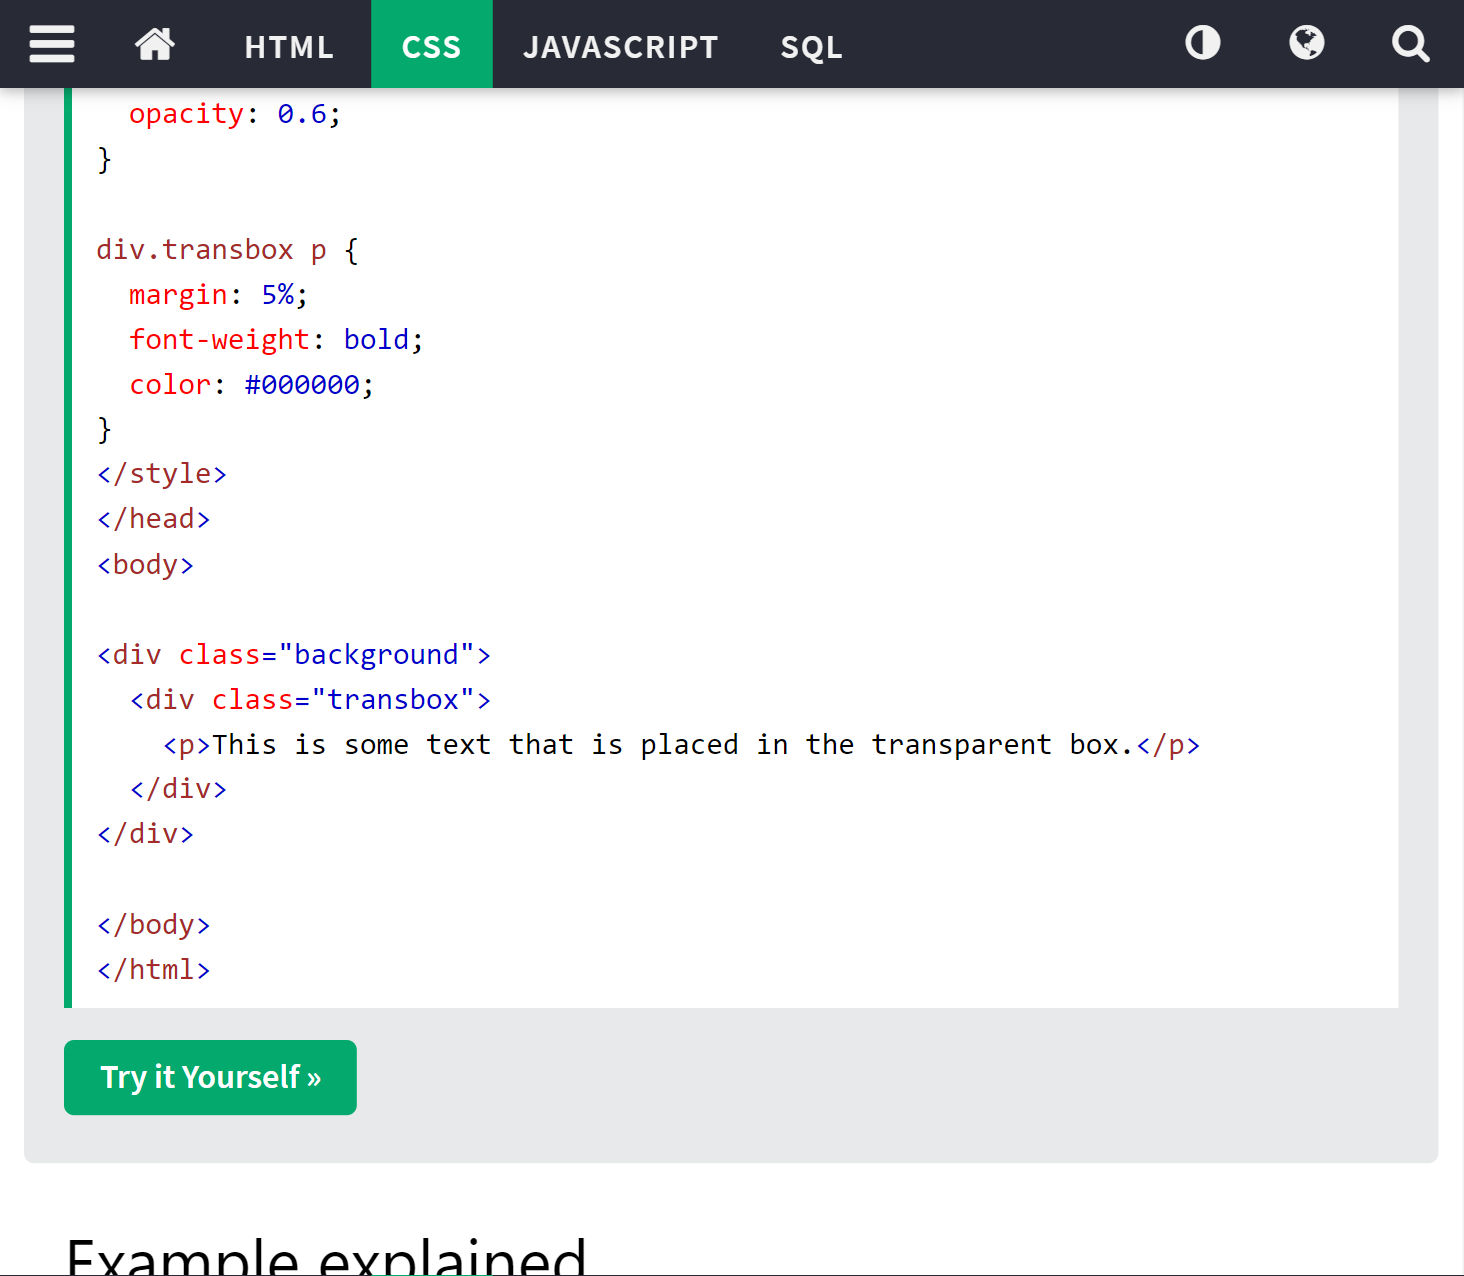 HTML CSS JAVASCRIPT SQL
opacity: 0.6;
}
div.transbox p {
margin: 5%;
font-weight: bold;
color: #000000;
}
</style>
</head>
<body>
<div class="background">
<div class="transbox">
<p>This is some text that is placed in the transparent box.</p>
</div>
</div>
</body>
</html>
Try it Yourself »
Example explained